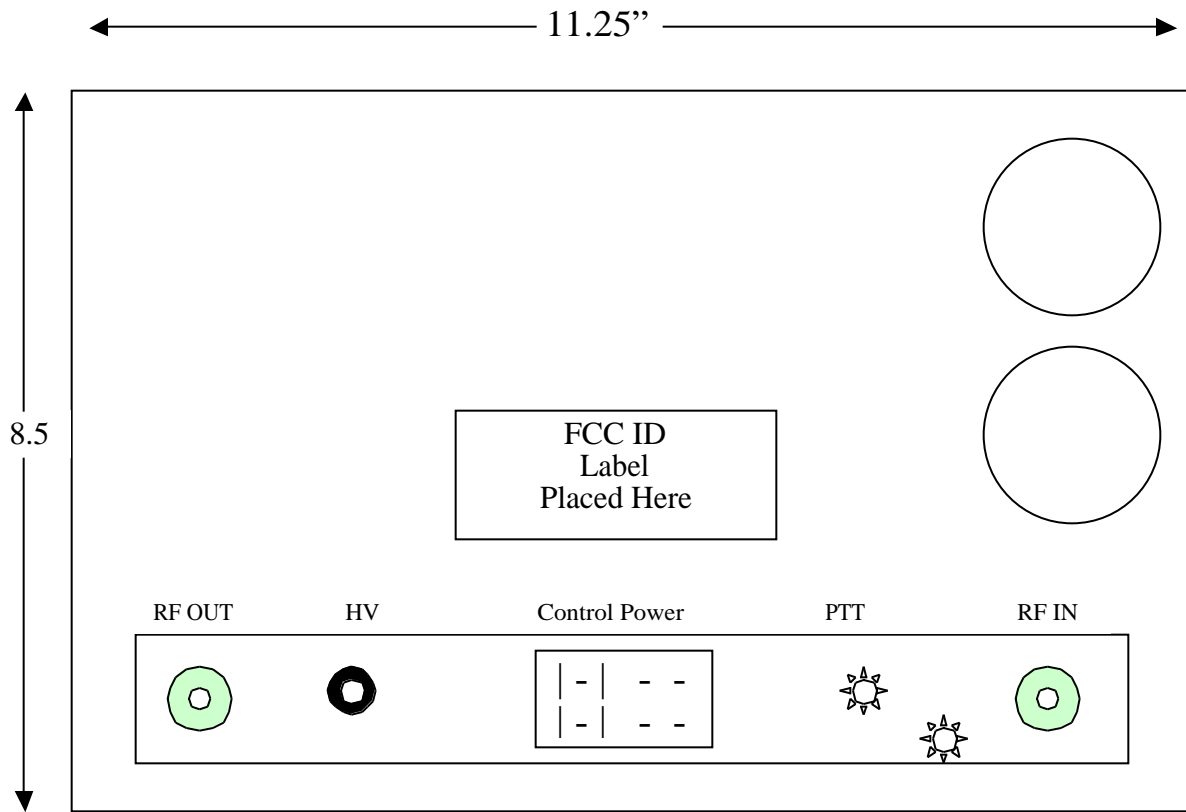 11.25”
8.5
FCC ID
Label
Placed Here
RF OUT HV Control Power PTT RF IN
|-| - -
|-| - -